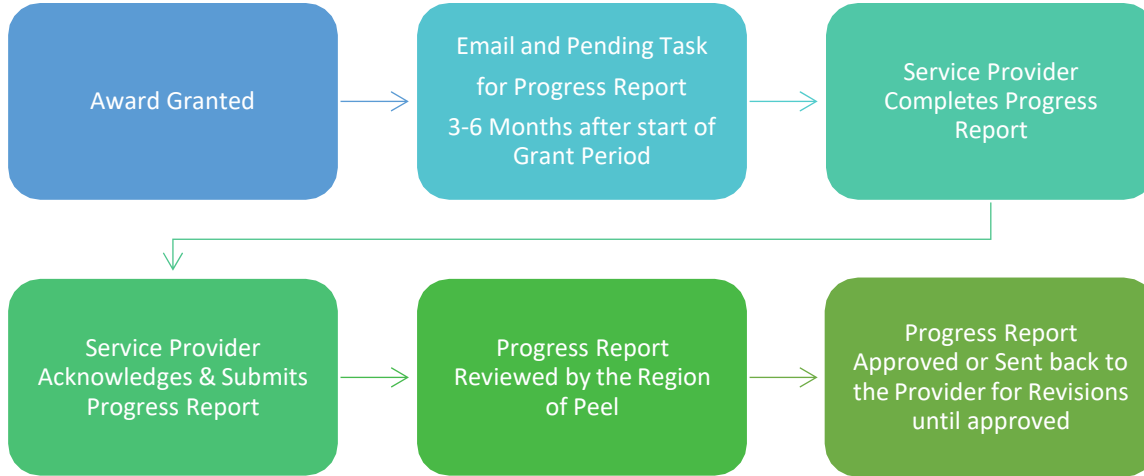 Award Granted
Email and Pending Task
for Progress Report
3-6 Months after start of
Grant Period
Service Provider
Completes Progress
Report
Service Provider
Acknowledges & Submits
Progress Report
Progress Report
Reviewed by the Region
of Peel
Progress Report
Approved or Sent back to
the Provider for Revisions
until approved